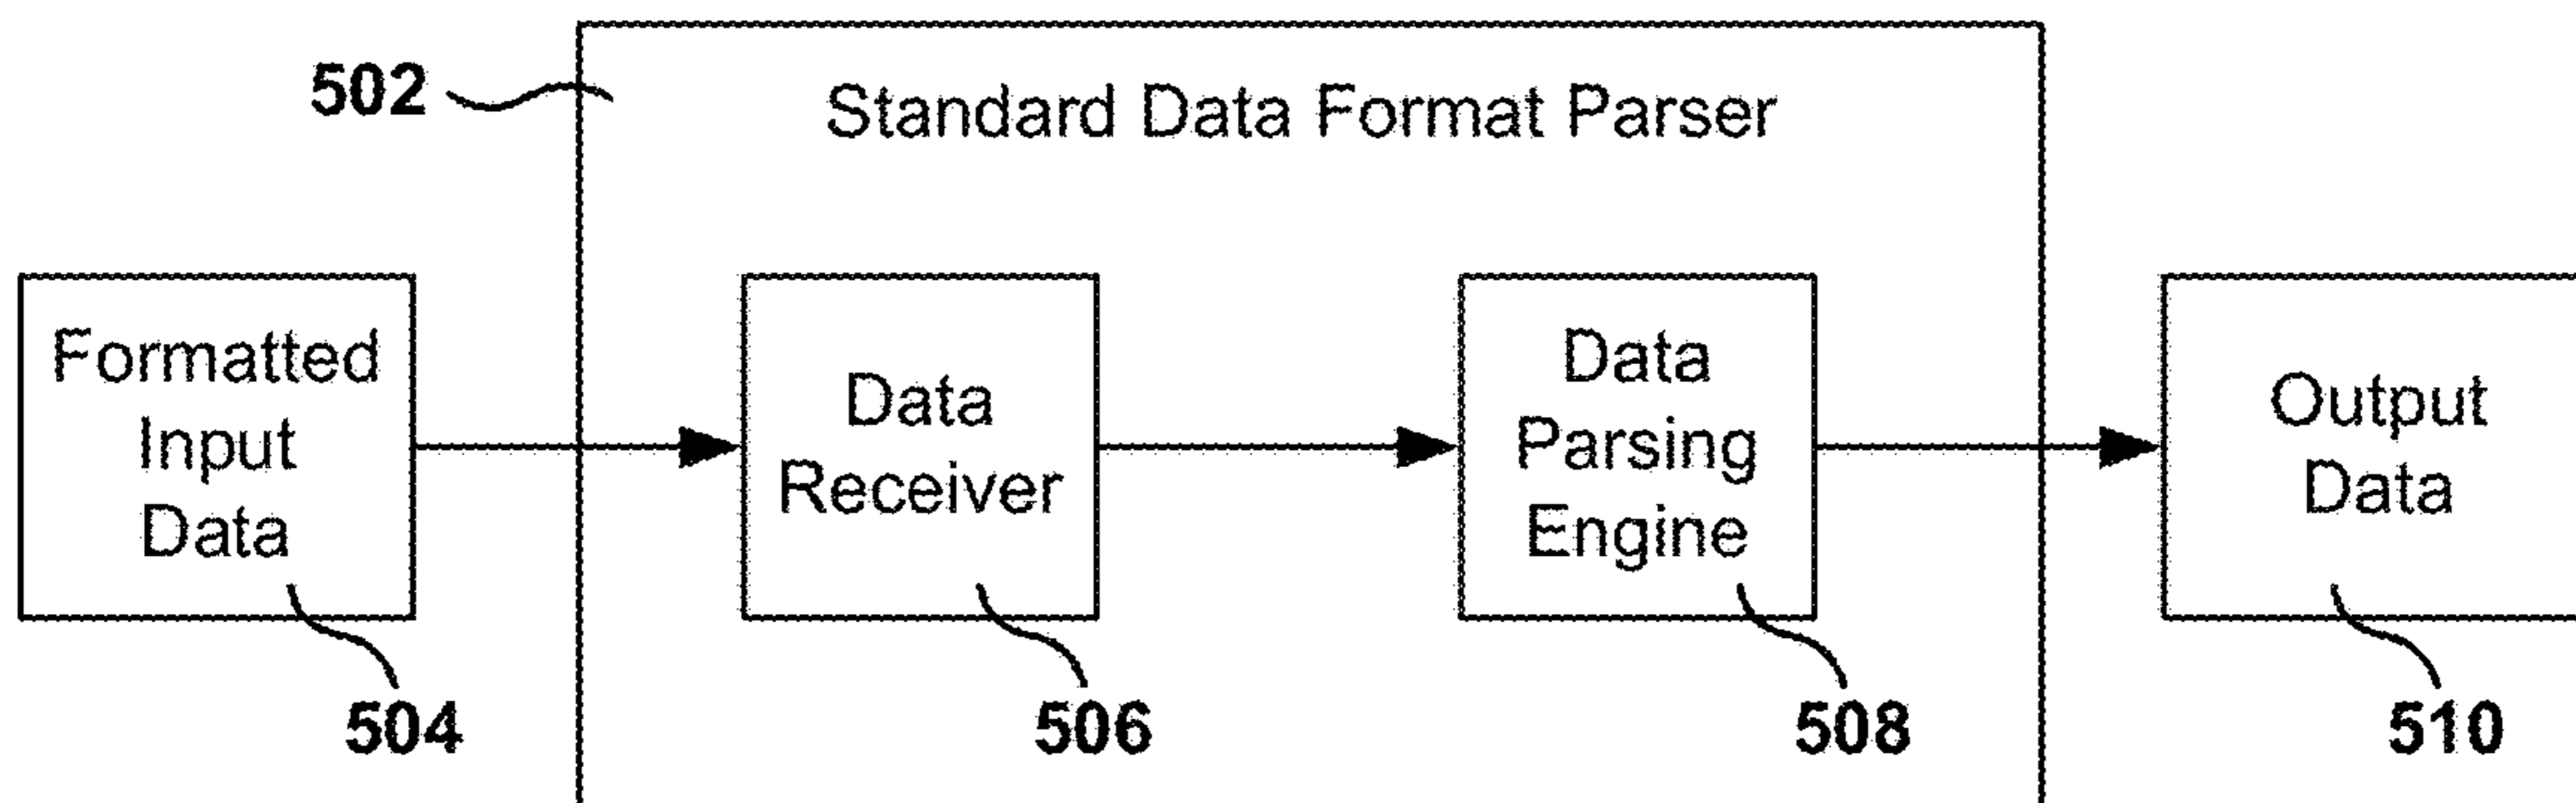 502
Standard Data Format Parser
Formatted
Input
Data
Data
Receiver
Data
Parsing
Engine
Output
Data
504
506
508
510